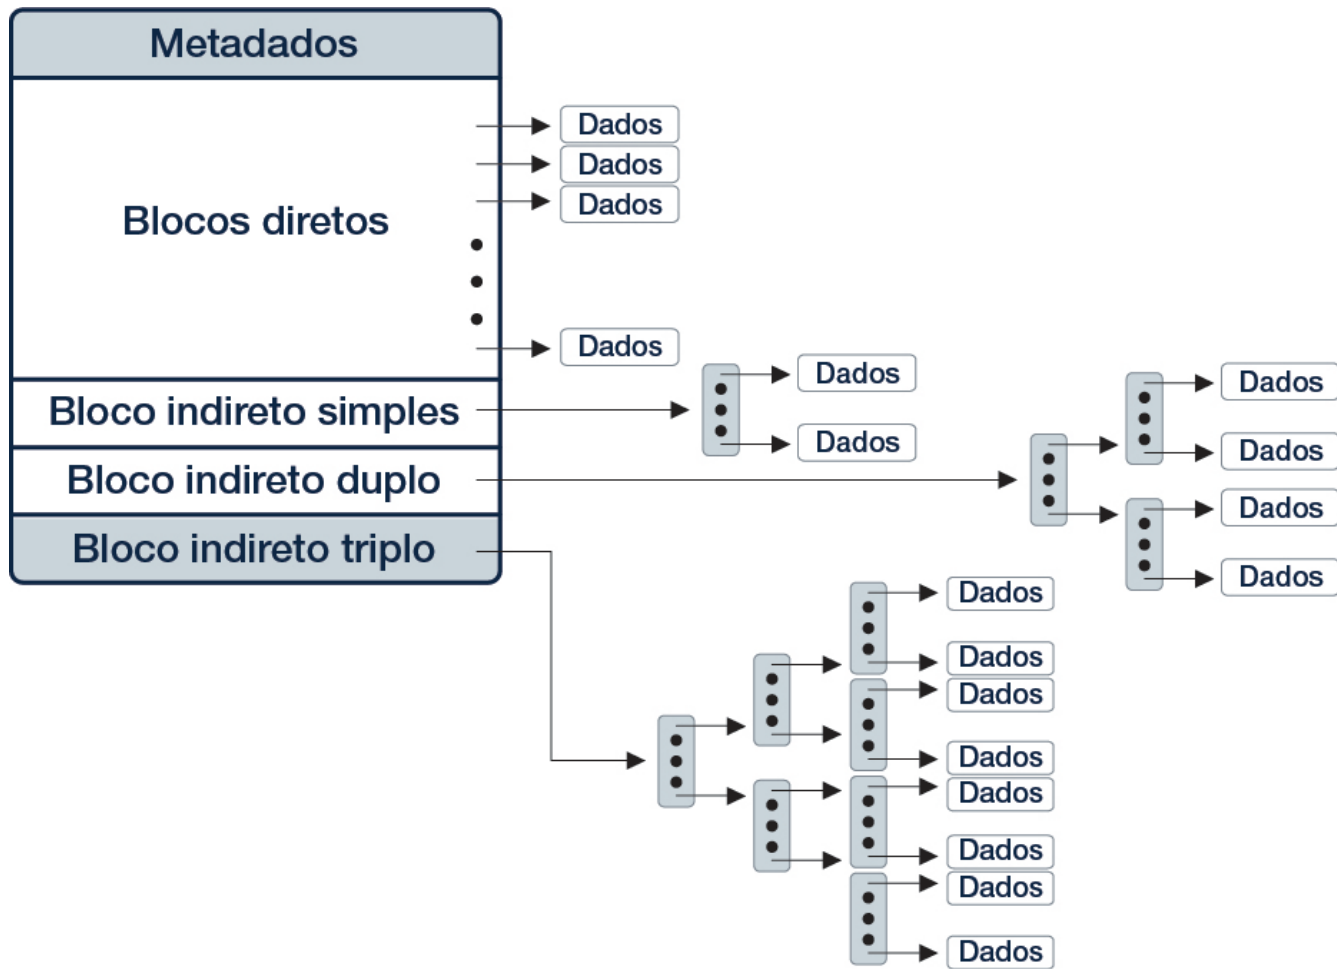 Metadados
Blocos diretos
Dados
Dados
Dados
Dados
Bloco indireto simples
Dados
Dados
Bloco indireto duplo
Dados
Dados
Dados
Dados
Bloco indireto triplo
Dados
Dados
Dados
Dados
Dados
Dados
Dados
Dados